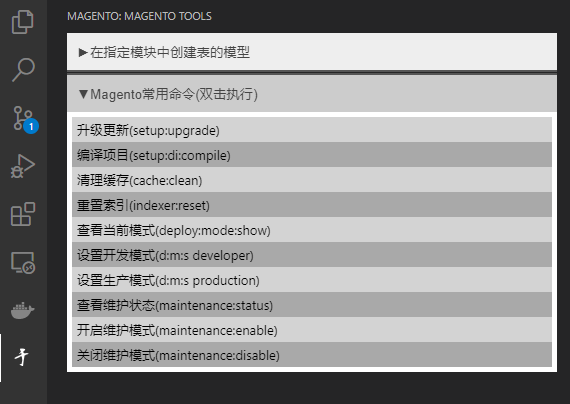 MAGENTO: MAGENTO TOOLS
►在指定模块中创建表的模型
▼Magento常用命令(双击执行)
升级更新(setup:upgrade)
编译项目(setup:di:compile)
清理缓存(cache:clean)
重置索引(indexer:reset)
查看当前模式(deploy:mode:show)
设置开发模式(d:m:s developer)
设置生产模式(d:m:s production)
查看维护状态(maintenance:status)
开启维护模式(maintenance:enable)
关闭维护模式(maintenance:disable)
1